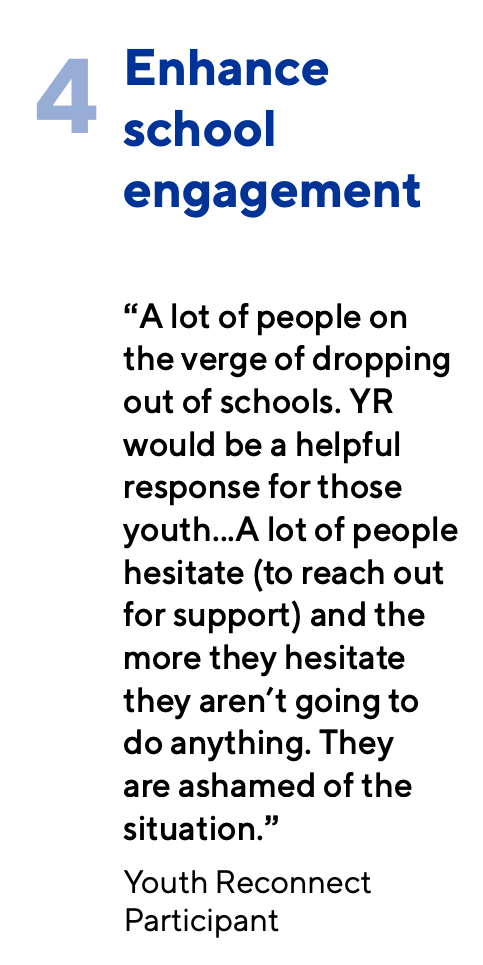 4
Enhance
school
engagement
“A lot of people on
the verge of dropping
out of schools. YR
would be a helpful
response for those
youth...A lot of people
hesitate (to reach out
for support) and the
more they hesitate
they aren’t going to
do anything. They
are ashamed of the
situation.”
Youth Reconnect
Participant